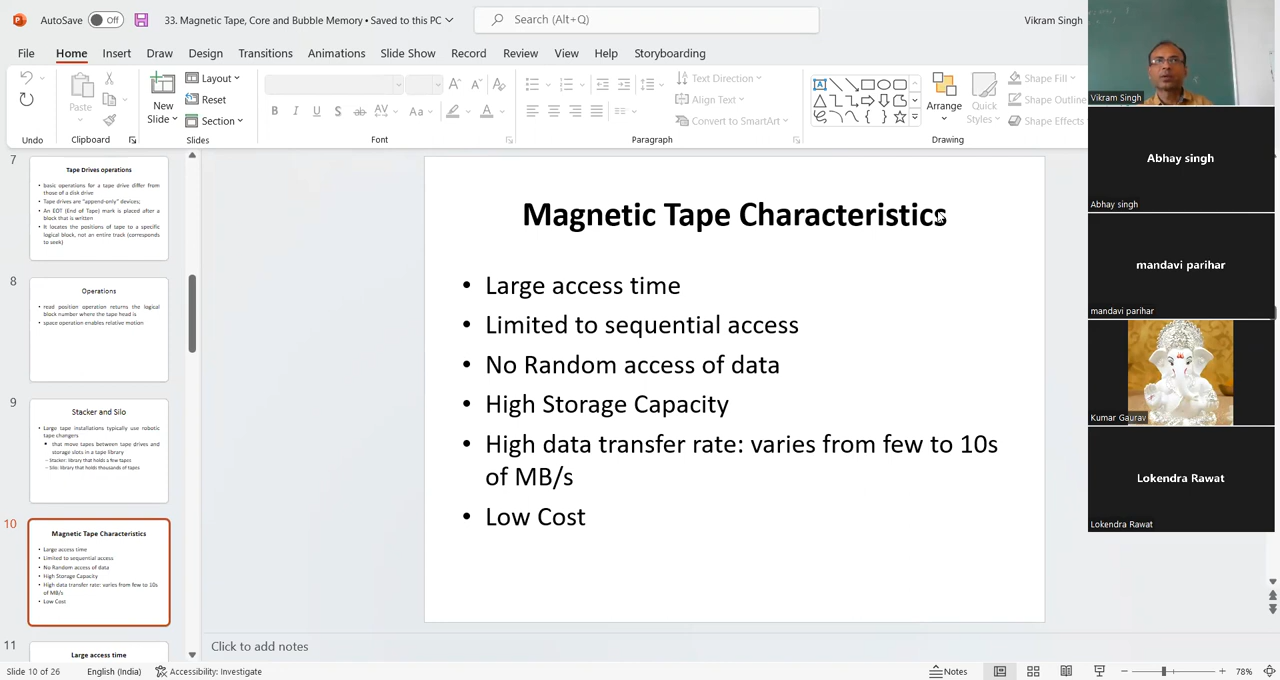 AutoSave Off 33. Magnetic Tape, Core and Bubble Memory • Saved to this PC Search (Alt+Q) Vikram Singh
File Home Insert Draw Design Transitions Animations Slide Show Record Review View Help Storyboarding
Undo
Paste
Clipboard
New
Slide
Layout
Reset
Section
Slides
B I U S ab AV Aa A
Font
Text Direction
Align Text
Convert to SmartArt
Paragraph
Arrange
Quick
Styles
Shape Fill
Shape Outline
Shape Effects
Drawing
7
Tape Drives operations
• basic operations for a tape drive differ from
those of a disk drive
• Tape drives are "append-only" devices;
• An EOT (End of Tape) mark is placed after a
block that is written
• It locates the positions of tape to a specific
logical block, not an entire track (corresponds
to seek)
8
Operations
• read position operation returns the logical
block number where the tape head is
• space operation enables relative motion
9
Stacker and Silo
• Large tape installations typically use robotic
tape changers
• that move tapes between tape drives and
storage slots in a tape library
– Stacker: library that holds a few tapes
– Silo: library that holds thousands of tapes
10
Magnetic Tape Characteristics
• Large access time
• Limited to sequential access
• No Random access of data
• High Storage Capacity
• High data transfer rate: varies from few to 10s
of MB/s
• Low Cost
11
Large access time
Magnetic Tape Characteristics
• Large access time
• Limited to sequential access
• No Random access of data
• High Storage Capacity
• High data transfer rate: varies from few to 10s
of MB/s
• Low Cost
Click to add notes
Vikram Singh
Abhay singh
Abhay singh
mandavi parihar
mandavi parihar
Kumar Gaurav
Lokendra Rawat
Lokendra Rawat
Slide 10 of 26 English (India) Accessibility: Investigate Notes 78%